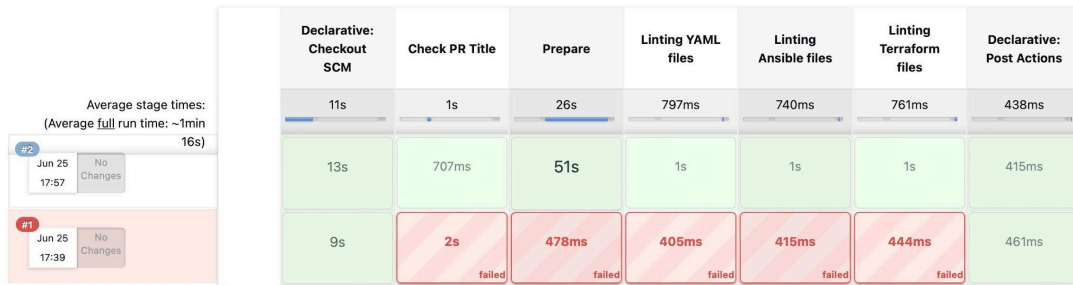 Declarative:
Checkout
SCM
Check PR Title
Prepare
Linting YAML
files
Linting
Ansible files
Linting
Terraform
files
Declarative:
Post Actions
Average stage times:
(Average full run time: ~1min
16s)
11s
1s
26s
797ms
740ms
761ms
438ms
#2
Jun 25
17:57
No
Changes
13s
707ms
51s
1s
1s
1s
415ms
#1
Jun 25
17:39
No
Changes
9s
2s
failed
478ms
failed
405ms
failed
415ms
failed
444ms
failed
461ms